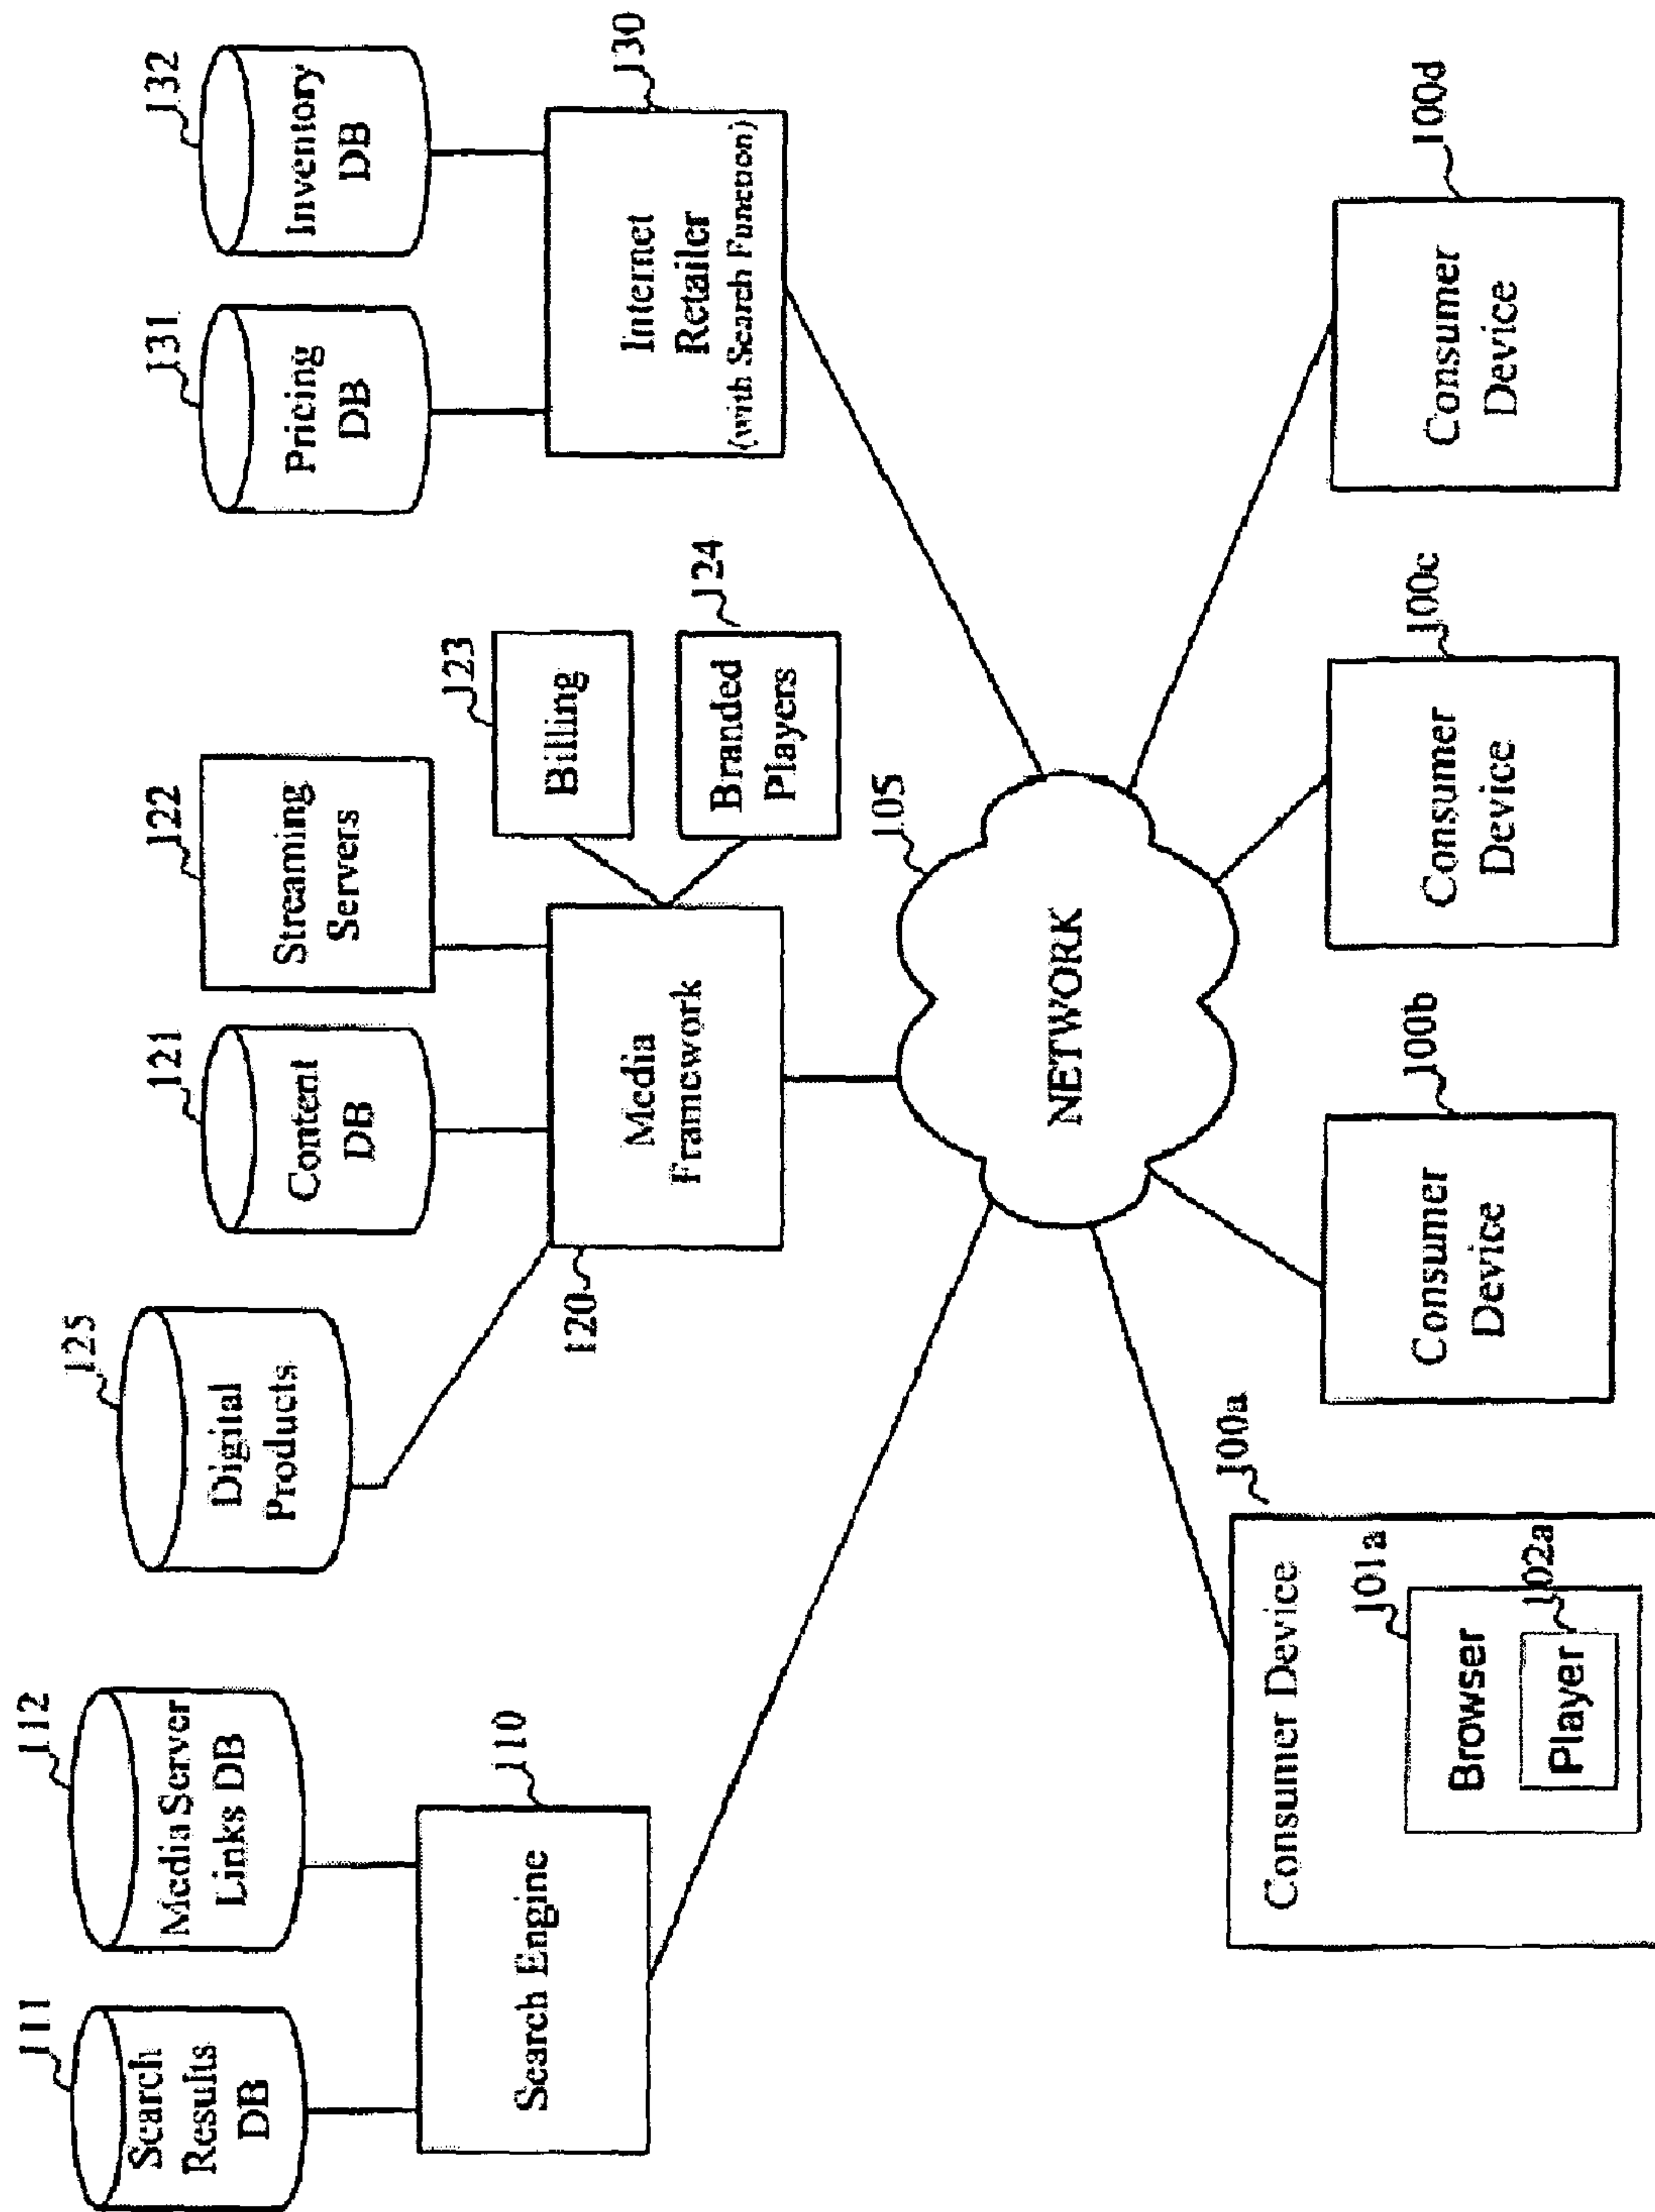 111
Search
Results
DB
112
Media Server
Links DB
110
Search Engine
125
Digital
Products
121
Content
DB
122
Streaming
Servers
120
Media
Framework
123
Billing
124
Branded
Players
131
Pricing
DB
132
Inventory
DB
130
Internet
Retailer
(with Search Function)
105
NETWORK
100a
Consumer Device
101a
Browser
102a
Player
100b
Consumer
Device
100c
Consumer
Device
100d
Consumer
Device